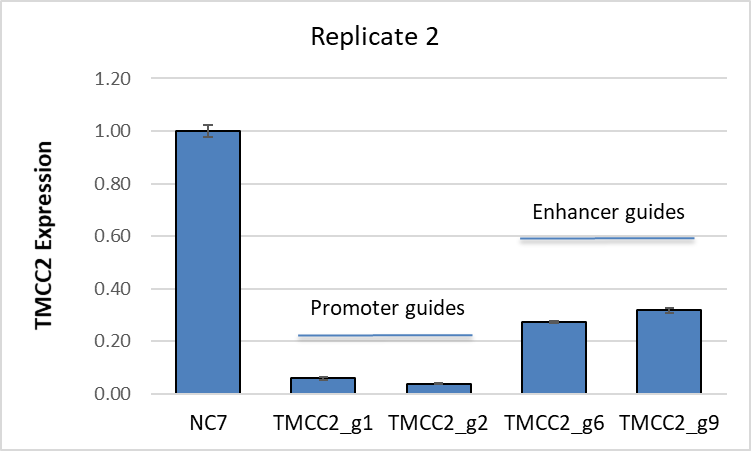 Replicate 2
TMCC2 Expression
1.20
1.00
0.80
0.60
0.40
0.20
0.00
Enhancer guides
Promoter guides
NC7 TMCC2_g1 TMCC2_g2 TMCC2_g6 TMCC2_g9